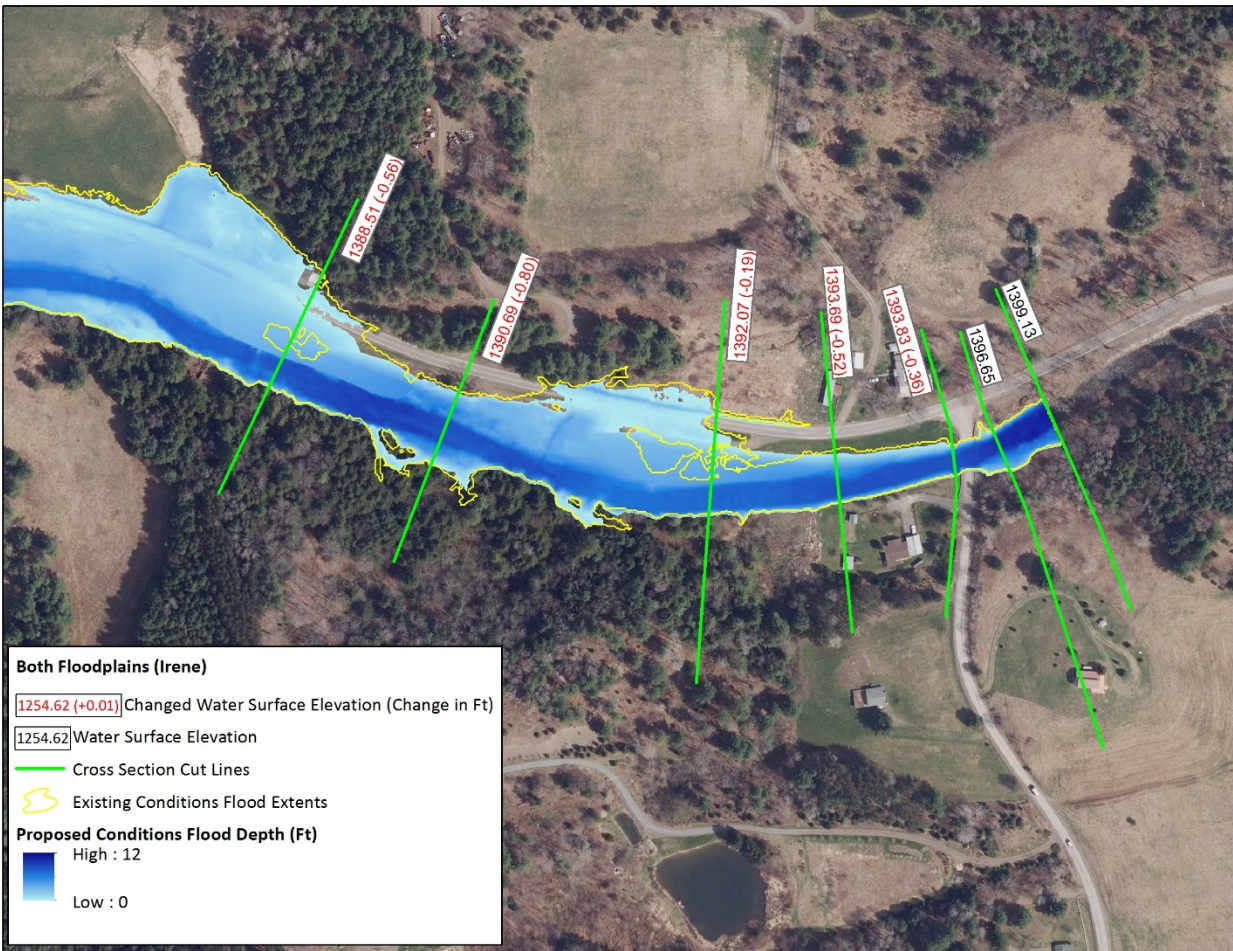 1388.51 (-0.56)
1390.69 (-0.80)
1392.07 (-0.19)
1393.69 (-0.52)
1393.83 (-0.36)
1396.65
1399.13
Both Floodplains (Irene)
1254.62 (+0.01) Changed Water Surface Elevation (Change in Ft)
1254.62 Water Surface Elevation
Cross Section Cut Lines
Existing Conditions Flood Extents
Proposed Conditions Flood Depth (Ft)
High : 12
Low : 0